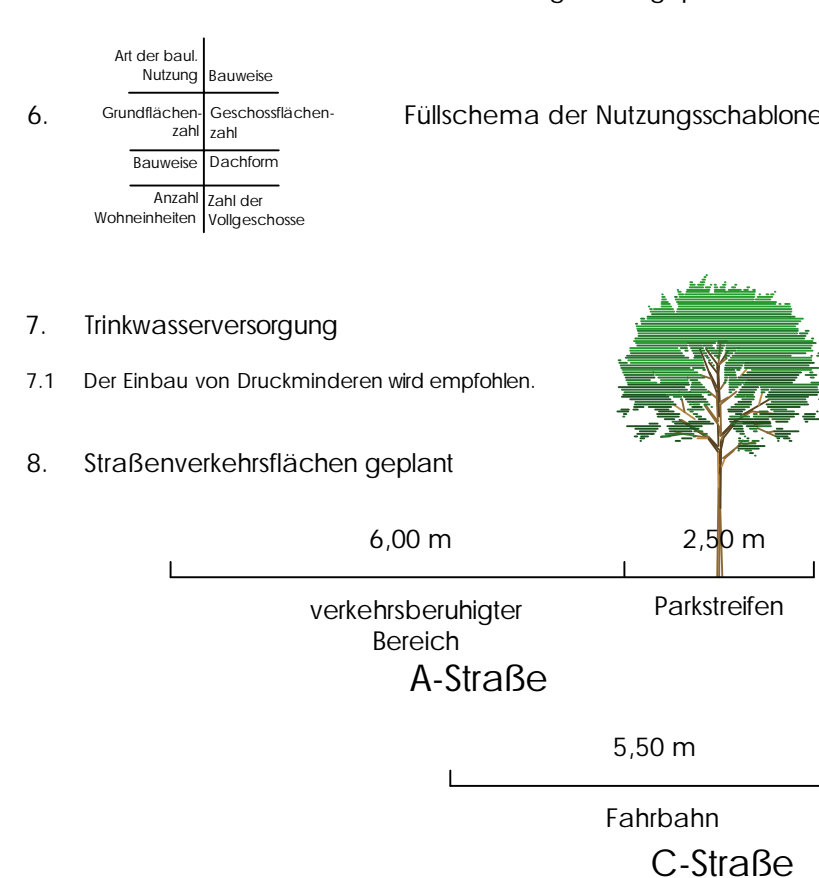 Art der baul.
Nutzung
Bauweise
6.
Grundflächen-
zahl
Geschossflächen-
zahl
Füllschema der Nutzungsschablone
Bauweise
Dachform
Anzahl
Wohneinheiten
Zahl der
Vollgeschosse
7. Trinkwasserversorgung
7.1 Der Einbau von Druckminderen wird empfohlen.
8. Straßenverkehrsflächen geplant
6,00 m
2,50 m
verkehrsberuhigter
Bereich
Parkstreifen
A-Straße
5,50 m
Fahrbahn
C-Straße